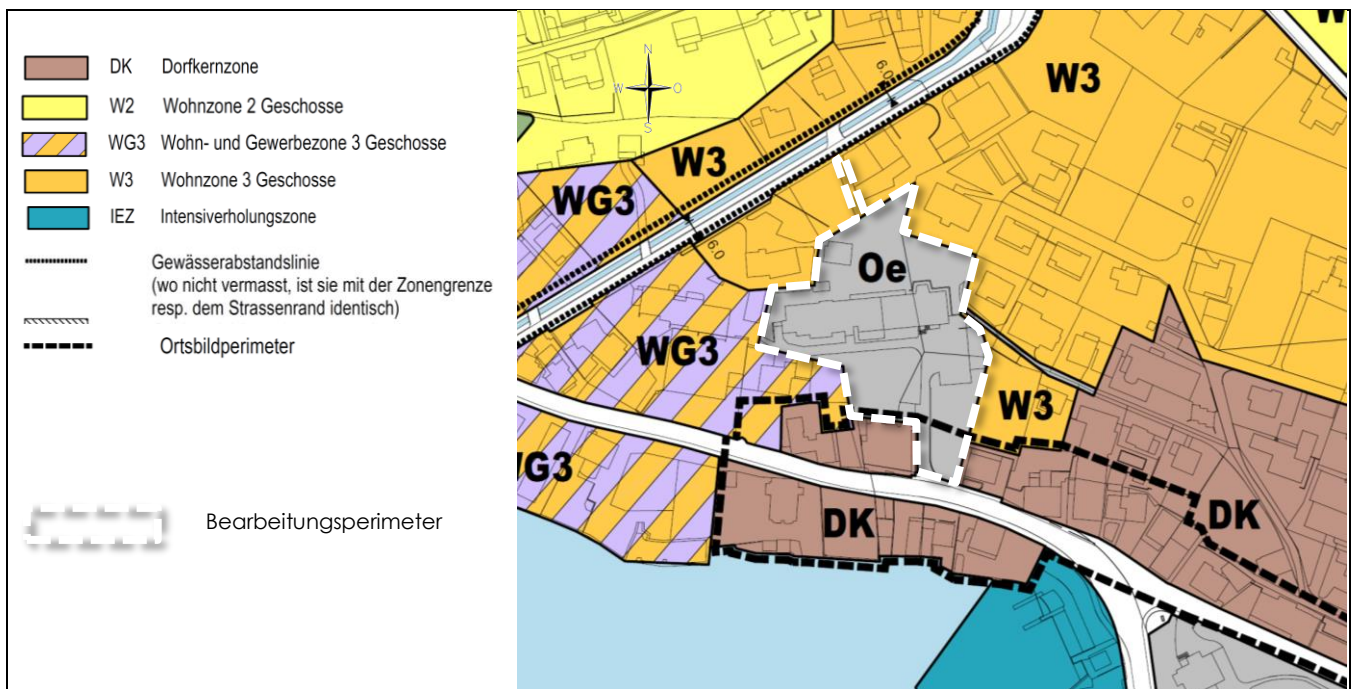 DK Dorfkernzone
W2 Wohnzone 2 Geschosse
WG3 Wohn- und Gewerbezone 3 Geschosse
W3 Wohnzone 3 Geschosse
IEZ Intensiverholungszone
Gewässerabstandslinie
(wo nicht vermasst, ist sie mit der Zonengrenze
resp. dem Strassenrand identisch)
Ortsbildperimeter
Bearbeitungsperimeter
W
N
W O
S
6.0
W3
W3
WG3
6.0
Oe
WG3
W3
WG3
DK
DK